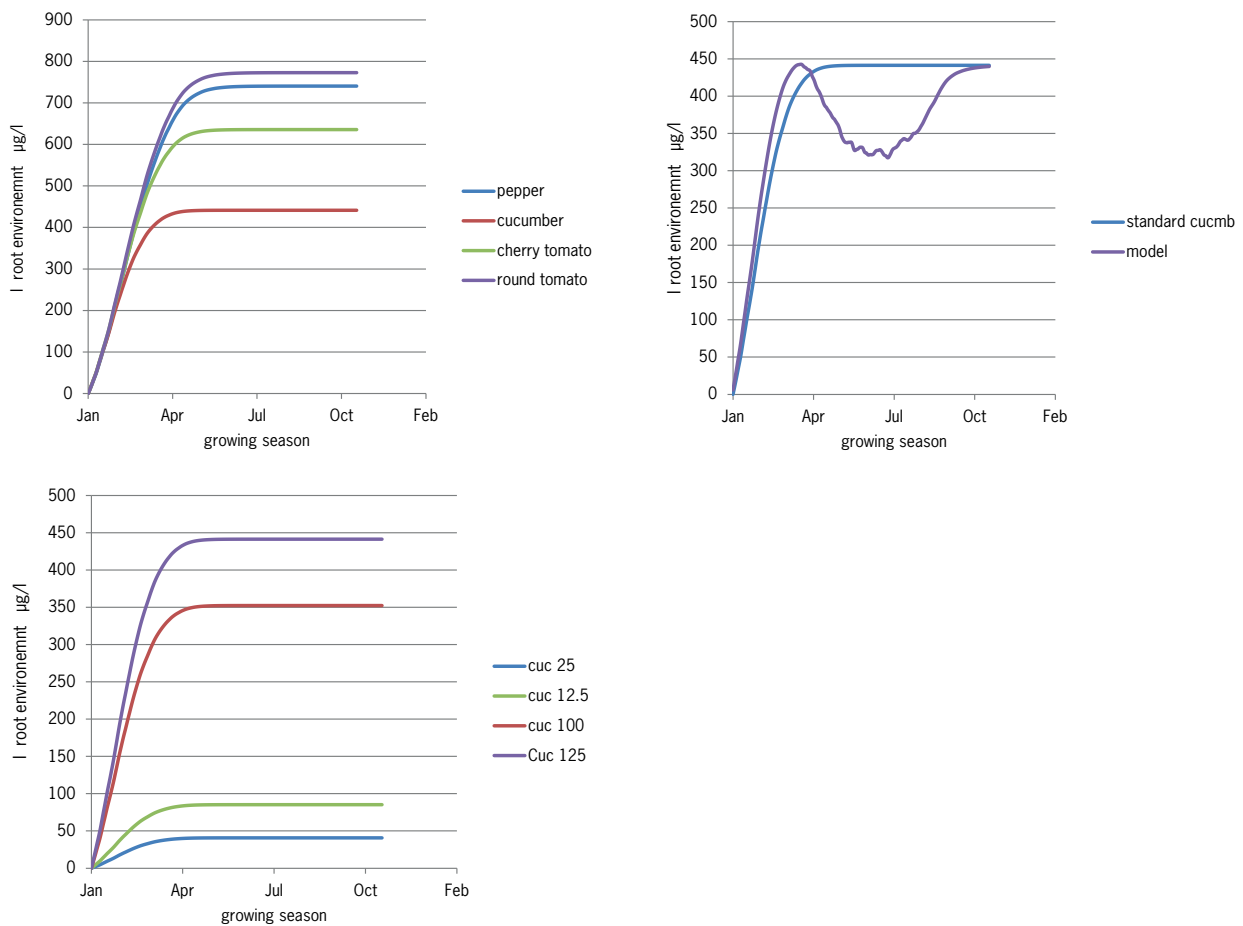 900
800
700
600
500
400
300
200
100
0
I root environemnt µg/l
Jan Apr Jul Oct Feb
growing season
pepper
cucumber
cherry tomato
round tomato
500
450
400
350
300
250
200
150
100
50
0
I root environemnt µg/l
Jan Apr Jul Oct Feb
growing season
standard cucmb
model
500
450
400
350
300
250
200
150
100
50
0
I root environemnt µg/l
Jan Apr Jul Oct Feb
growing season
cuc 25
cuc 12.5
cuc 100
Cuc 125